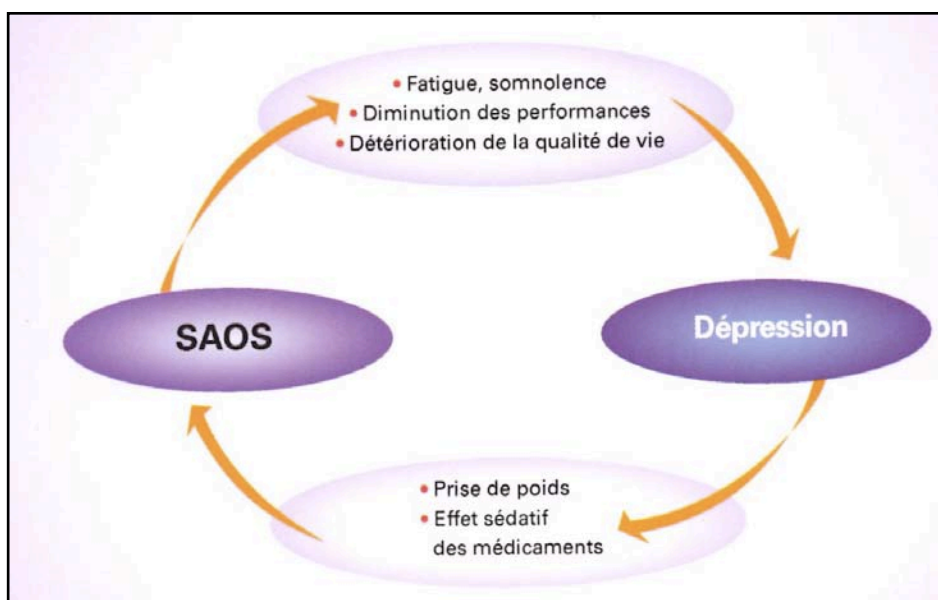 • Fatigue, somnolence
• Diminution des performances
• Détérioration de la qualité de vie
SAOS
Dépression
• Prise de poids
• Effet sédatif
des médicaments